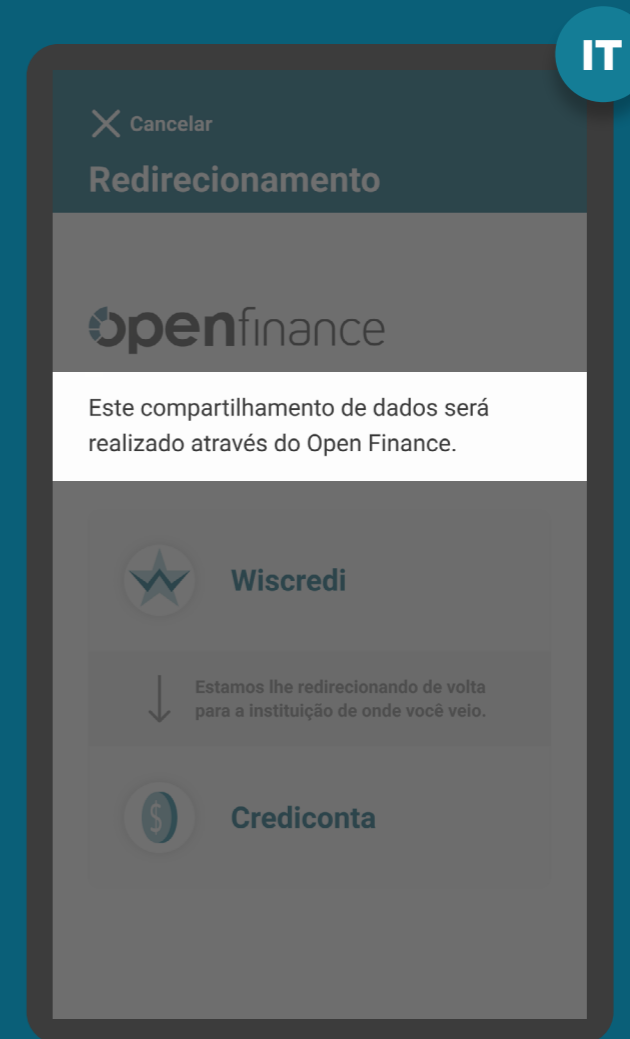 IT
Cancelar
Redirecionamento
openfinance
Este compartilhamento de dados será
realizado através do Open Finance.
Wiscredi
Estamos lhe redirecionando de volta
para a instituição de onde você veio.
$
Crediconta